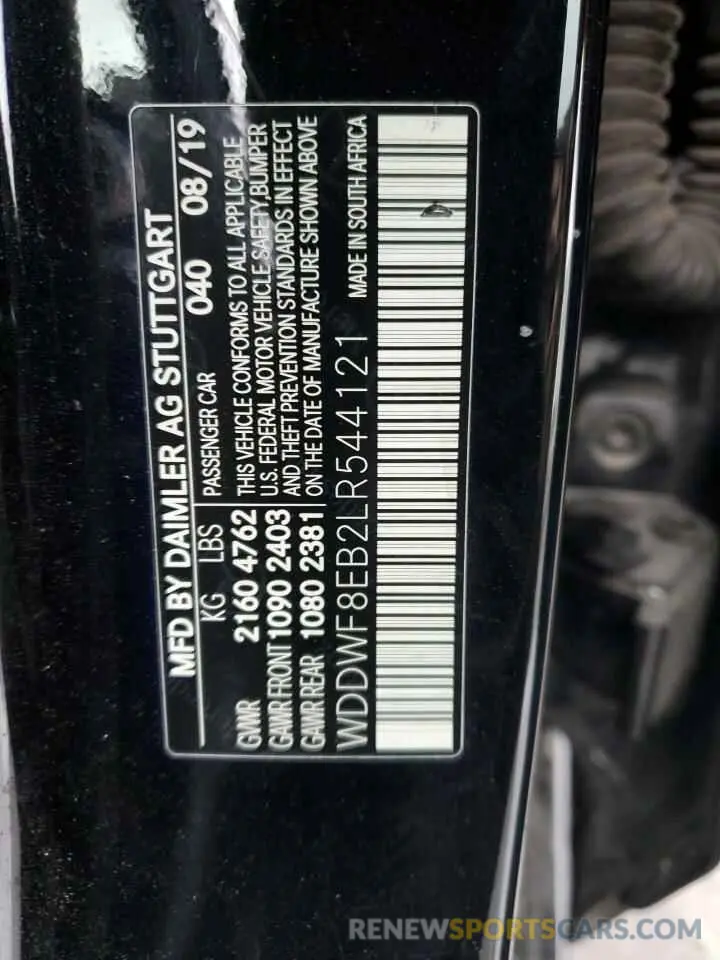 MFD BY DAIMLER AG STUTTGART
KG LBS PASSENGER CAR 040 08/19
GVWR 2160 4762 THIS VEHICLE CONFORMS TO ALL APPLICABLE
U.S. FEDERAL MOTOR VEHICLE SAFETY,BUMPER
GAWR FRONT 1090 2403 AND THEFT PREVENTION STANDARDS IN EFFECT
GAWR REAR 1080 2381 ON THE DATE OF MANUFACTURE SHOWN ABOVE
WDDWF8EB2LR544121 MADE IN SOUTH AFRICA
RENEWSPORTSCARS.COM